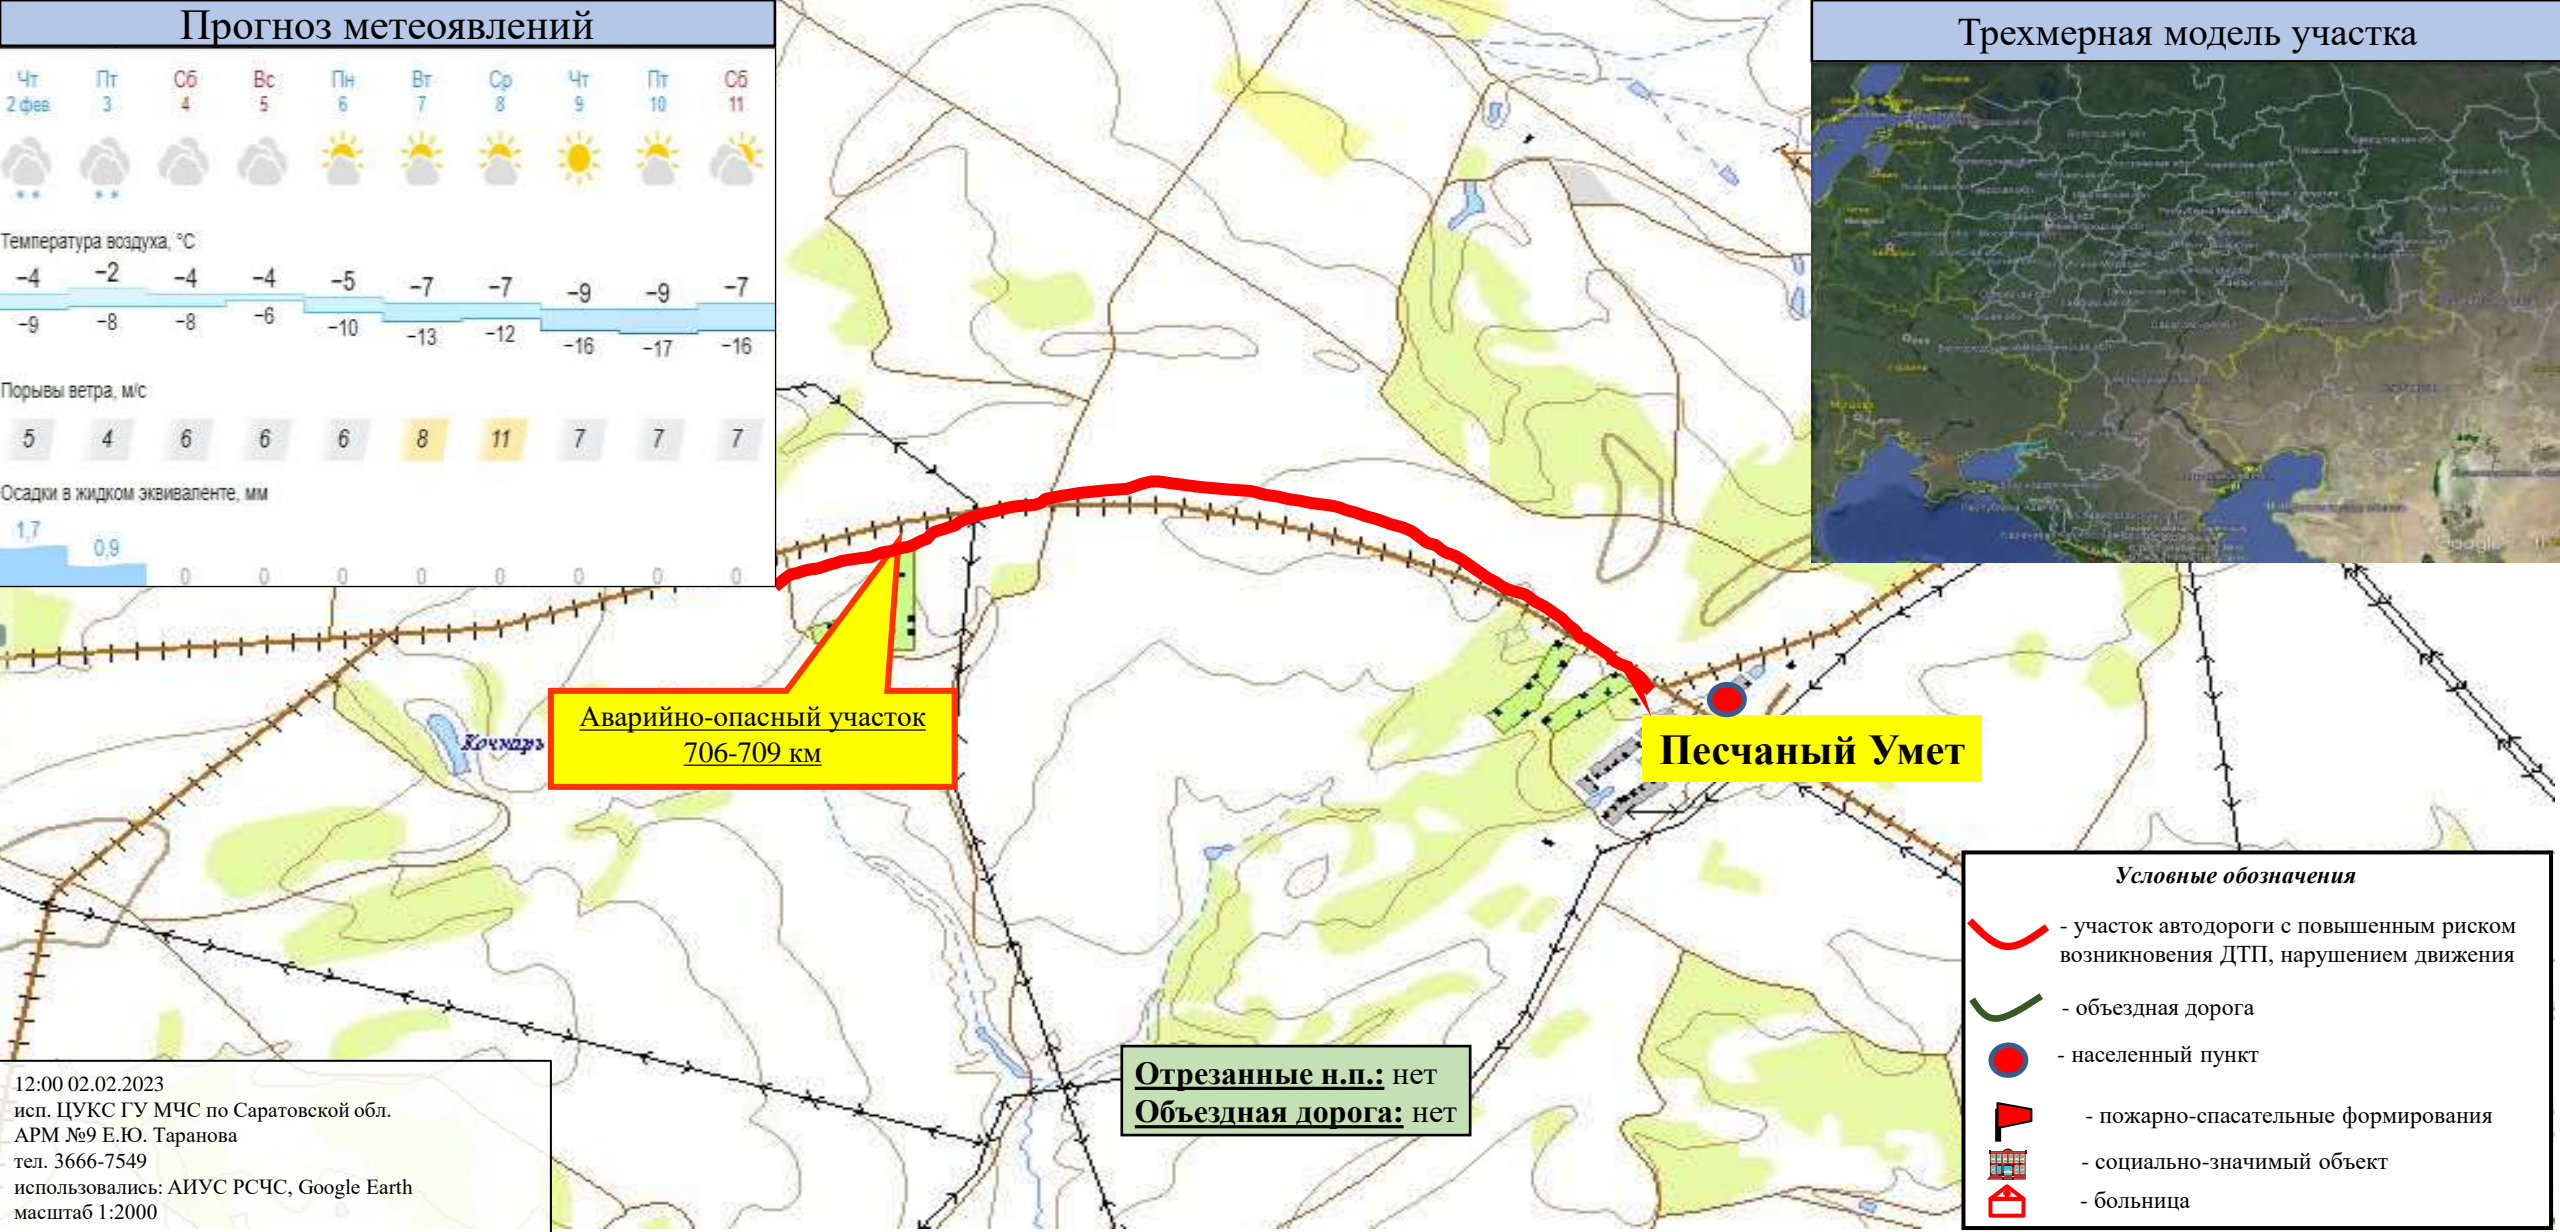 Прогноз метеоявлений
Чт Пт Сб Вс Пн Вт Ср Чт Пт Сб
2 фев 3 4 5 6 7 8 9 10 11
Температура воздуха, °C
−4 −2 −4 −4 −5 −7 −7 −9 −9 −7
−9 −8 −8 −6 −10 −13 −12 −16 −17 −16
Порывы ветра, м/с
5 4 6 6 6 8 11 7 7 7
Осадки в жидком эквиваленте, мм
1,7 0,9 0 0 0 0 0 0 0 0
Трехмерная модель участка
Google
Аварийно-опасный участок
706-709 км
Кочкаръ
Песчаный Умет
Отрезанные н.п.: нет
Объездная дорога: нет
12:00 02.02.2023
исп. ЦУКС ГУ МЧС по Саратовской обл.
АРМ №9 Е.Ю. Таранова
тел. 3666-7549
использовались: АИУС РСЧС, Google Earth
масштаб 1:2000
Условные обозначения
- участок автодороги с повышенным риском
возникновения ДТП, нарушением движения
- объездная дорога
- населенный пункт
- пожарно-спасательные формирования
- социально-значимый объект
- больница